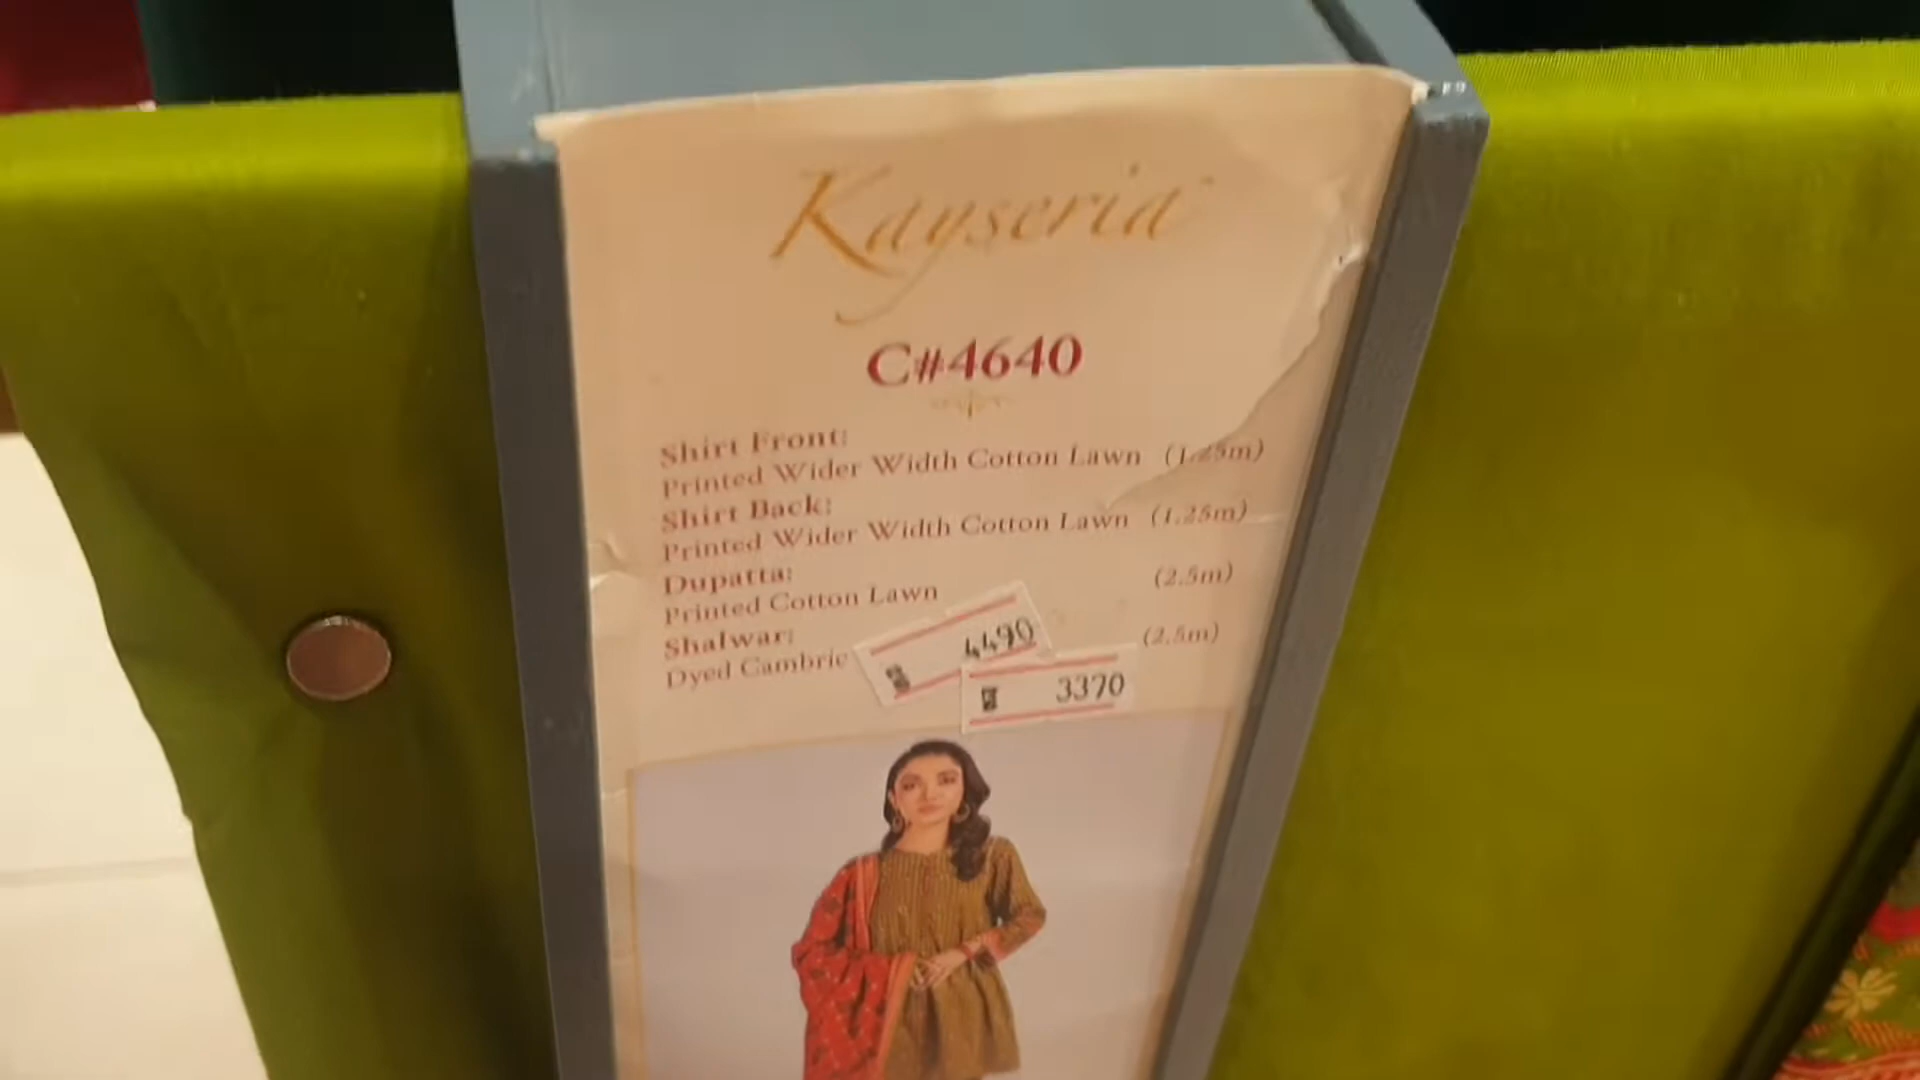 Kayseria
C#4640
Shirt Front:
Printed Wider Width Cotton Lawn (1.25m)
Shirt Back:
Printed Wider Width Cotton Lawn (1.25m)
Dupatta:
Printed Cotton Lawn (2.5m)
Shalwar:
Dyed Cambric (2.5m)
4490
3370